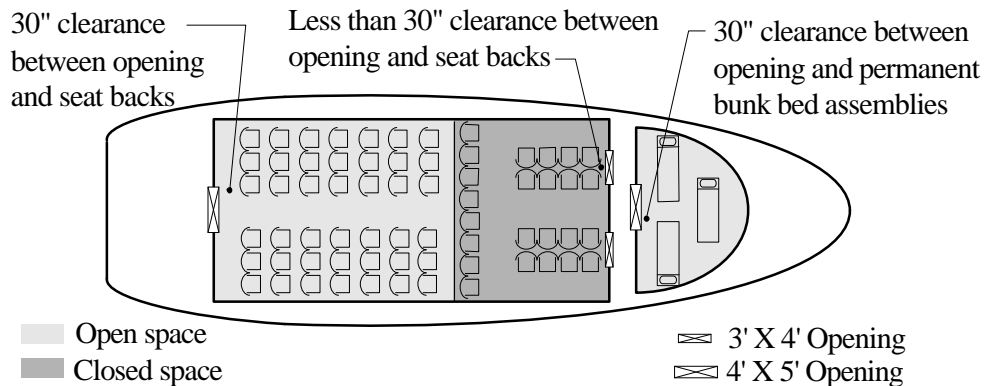 30" clearance
between opening
and seat backs
Less than 30" clearance between
opening and seat backs
30" clearance between
opening and permanent
bunk bed assemblies
Open space
Closed space
3' X 4' Opening
4' X 5' Opening